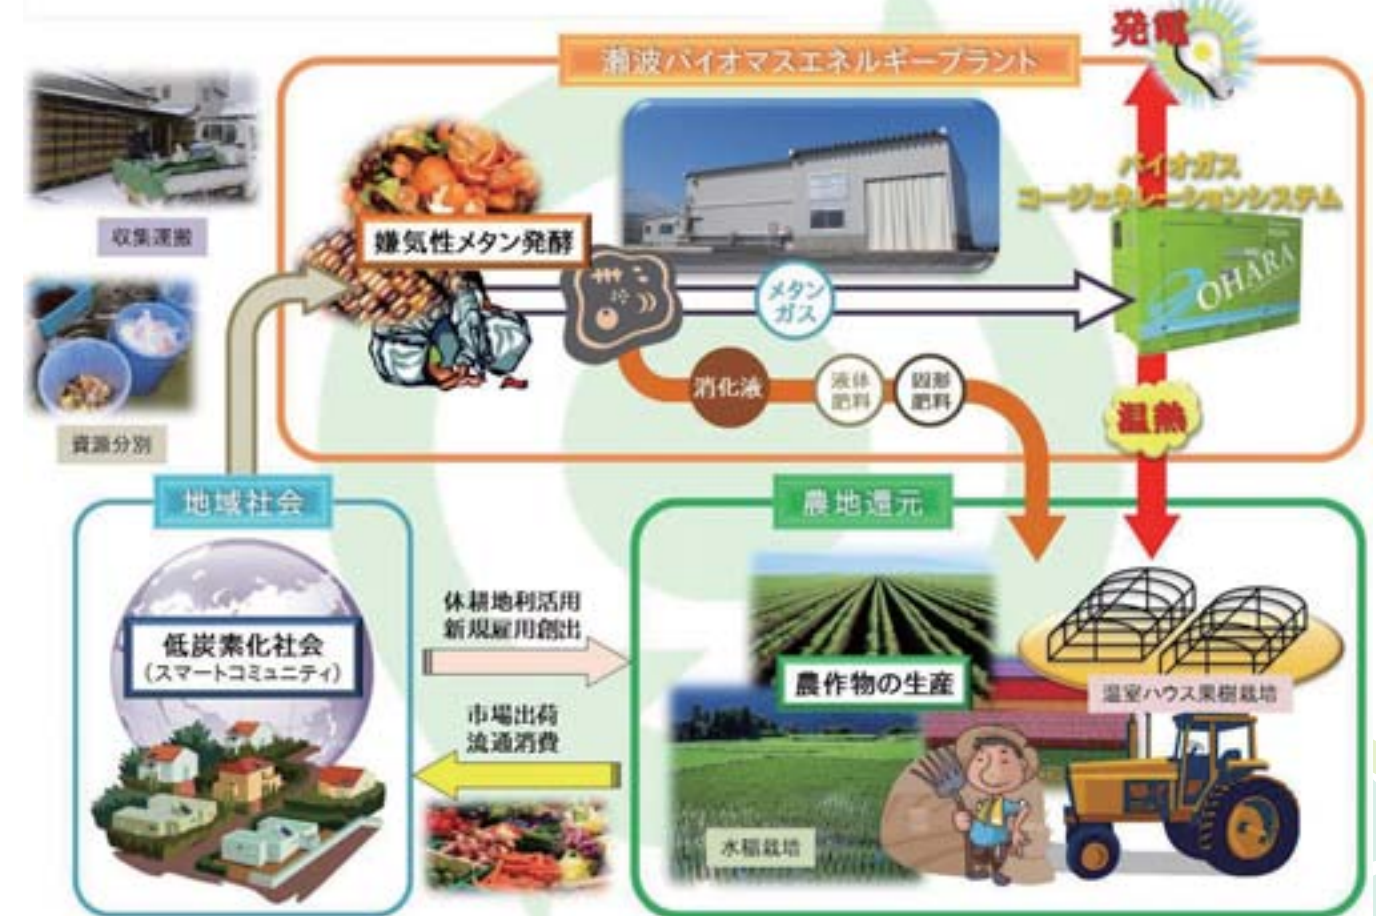 瀬波バイオマスエネルギープラント
発電
バイオガス
コージェネレーションシステム
OHARA
収集運搬
嫌気性メタン発酵
メタン
ガス
消化液
液体
肥料
固形
肥料
温熱
資源分別
地域社会
農地還元
低炭素化社会
(スマートコミュニティ)
休耕地利活用
新規雇用創出
市場出荷
流通消費
農作物の生産
温室ハウス果樹栽培
水稲栽培